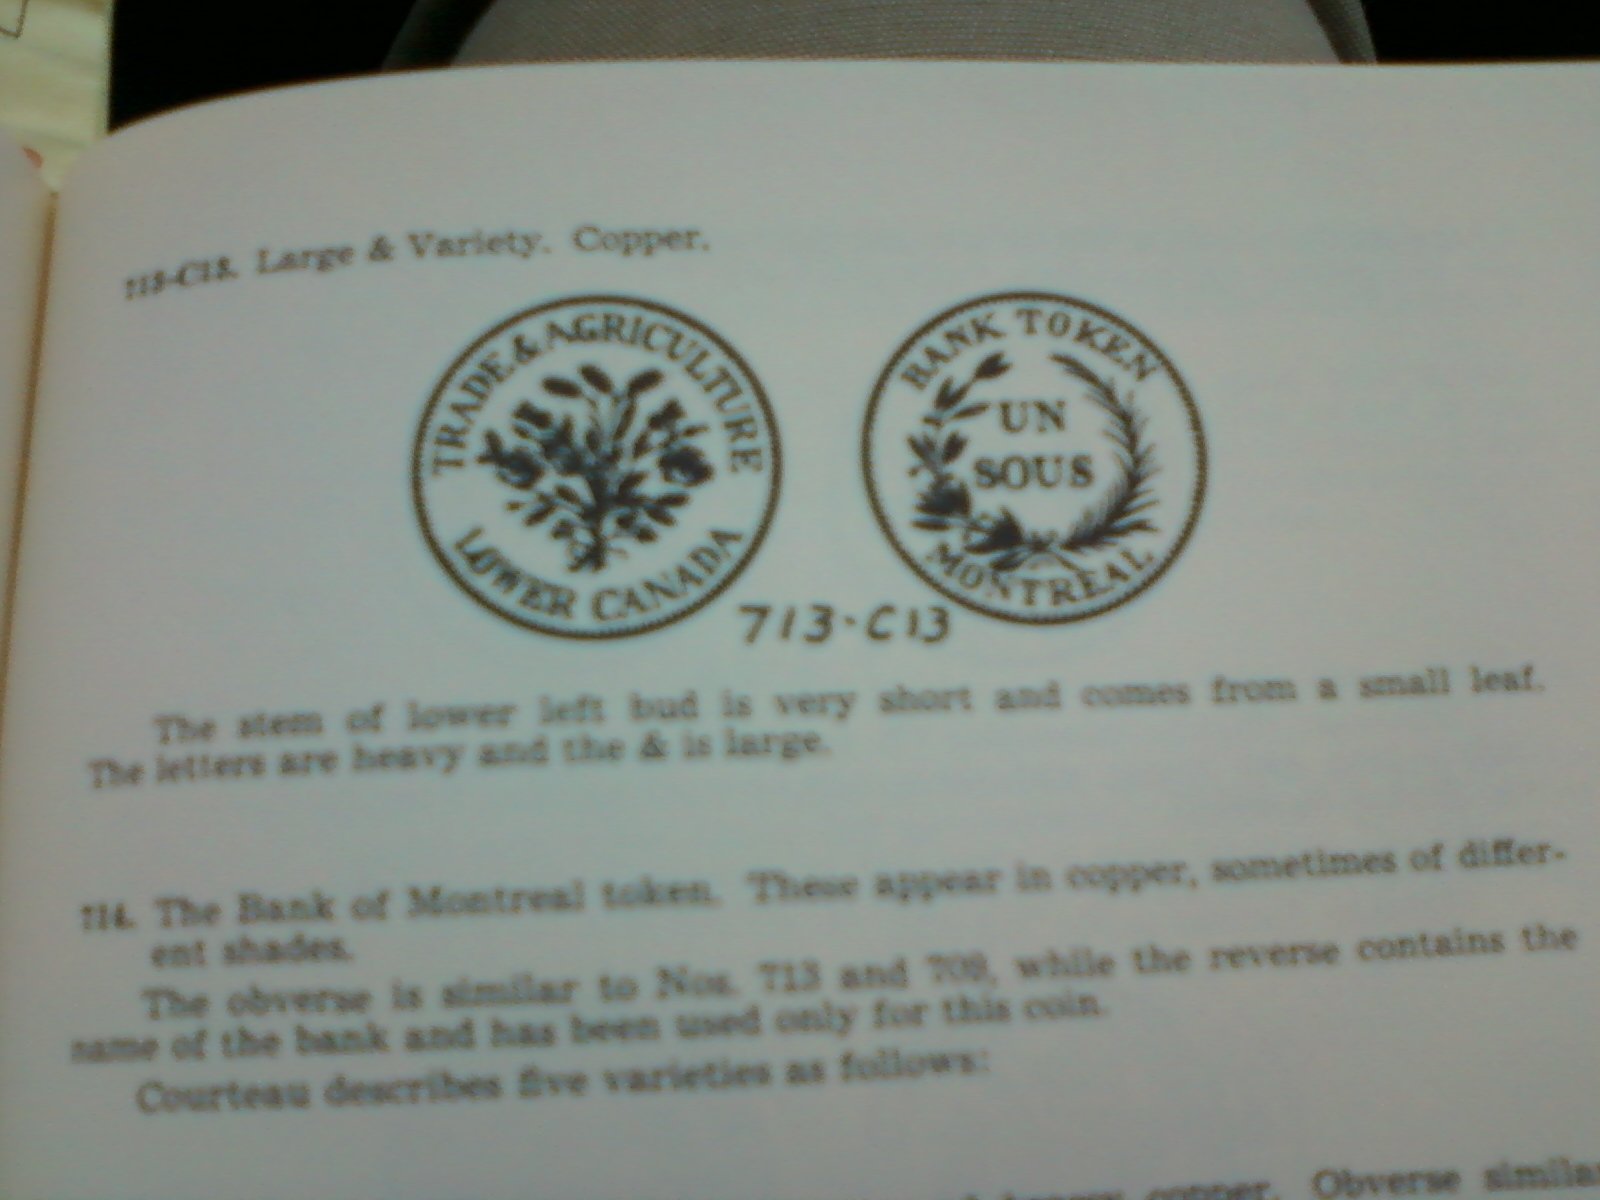 713-C13. Large & Variety. Copper.
TRADE & AGRICULTURE
LOWER CANADA
BANK TOKEN
UN
SOUS
MONTREAL
713-C13
The stem of lower left bud is very short and comes from a small leaf.
The letters are heavy and the & is large.
714. The Bank of Montreal token. These appear in copper, sometimes of differ-
ent shades.
The obverse is similar to Nos. 713 and 709, while the reverse contains the
name of the bank and has been used only for this coin.
Courteau describes five varieties as follows:
copper. Obverse similar